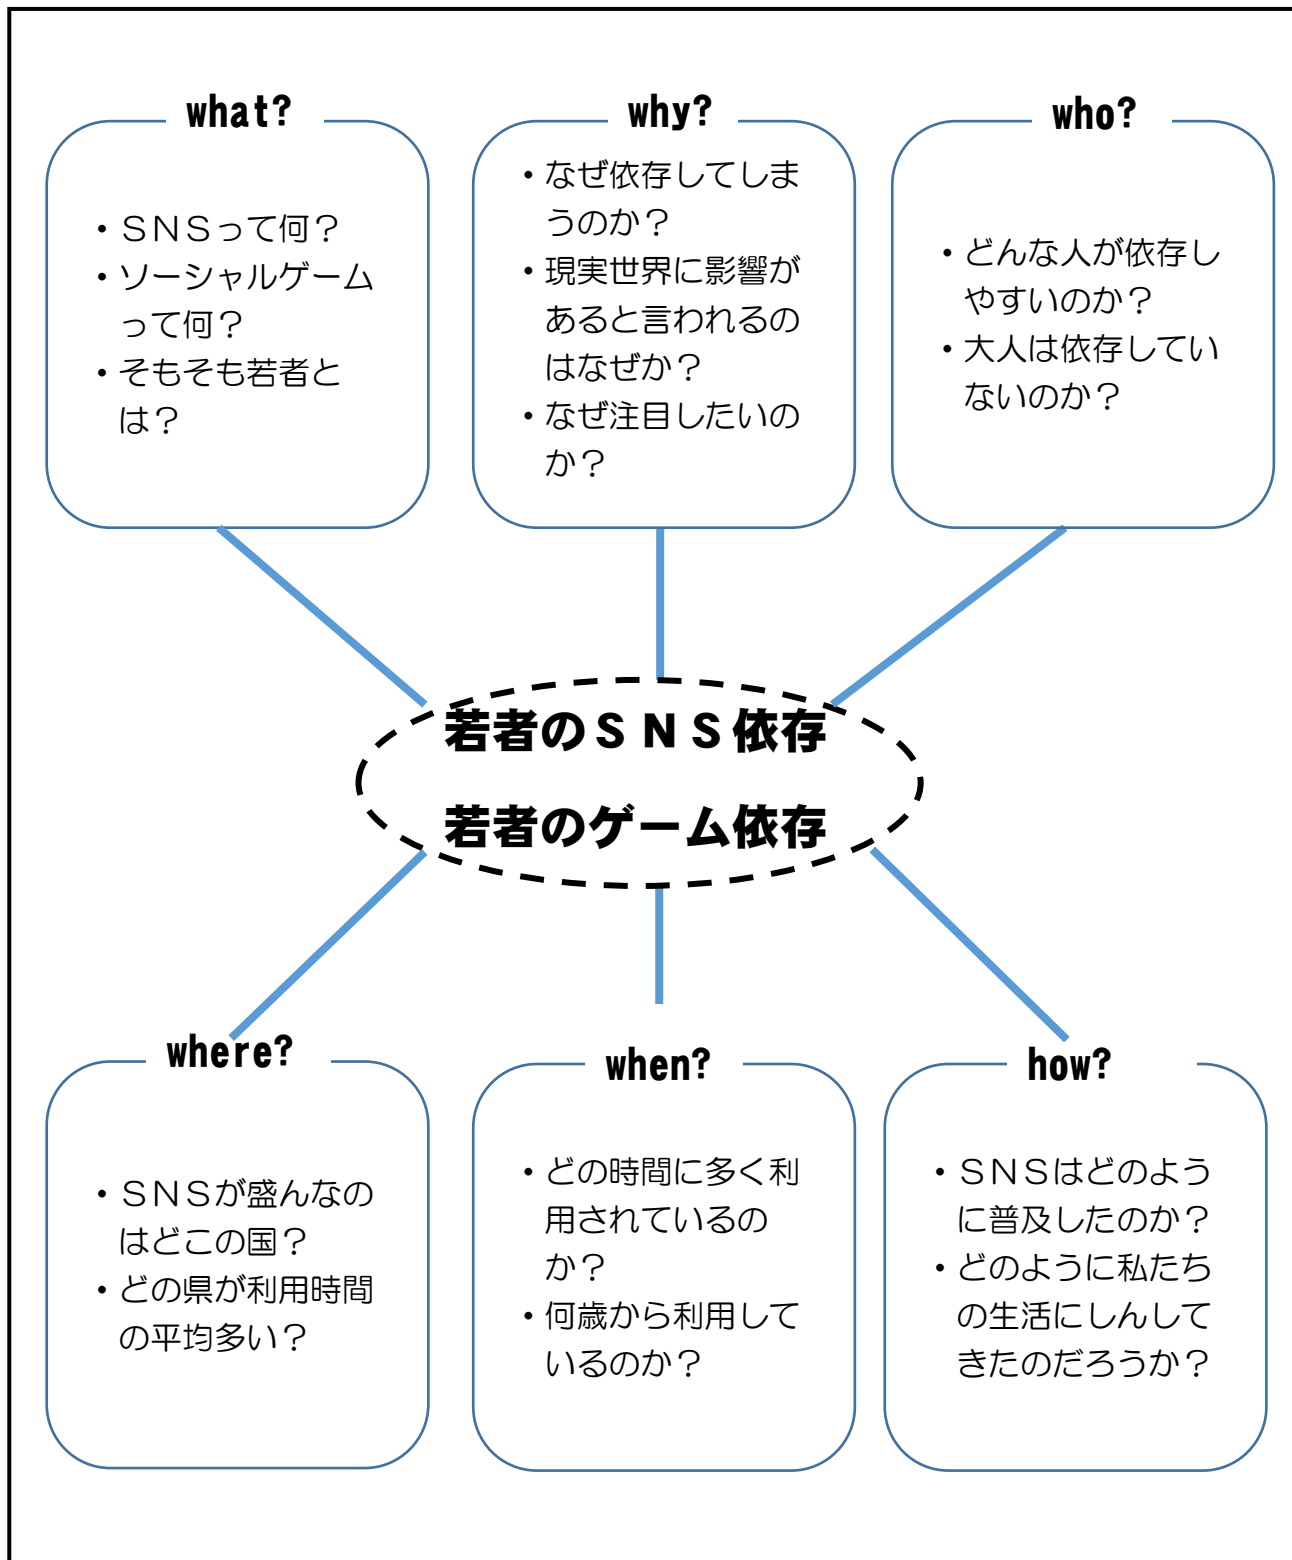 what?
・ＳＮＳって何？
・ソーシャルゲーム
って何？
・そもそも若者と
は？
why?
・なぜ依存してしま
うのか？
・現実世界に影響が
あると言われるの
はなぜか？
・なぜ注目したいの
か？
who?
・どんな人が依存し
やすいのか？
・大人は依存してい
ないのか？
若者のＳＮＳ依存
若者のゲーム依存
where?
・ＳＮＳが盛んなの
はどこの国？
・どの県が利用時間
の平均多い？
when?
・どの時間に多く利
用されているの
か？
・何歳から利用して
いるのか？
how?
・ＳＮＳはどのよう
に普及したのか？
・どのように私たち
の生活にしんして
きたのだろうか？